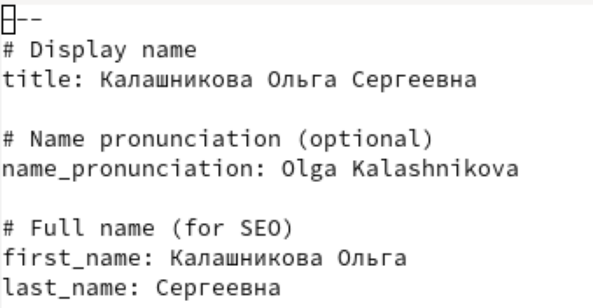 ---
# Display name
title: Калашникова Ольга Сергеевна
# Name pronunciation (optional)
name_pronunciation: Olga Kalashnikova
# Full name (for SEO)
first_name: Калашникова Ольга
last_name: Сергеевна